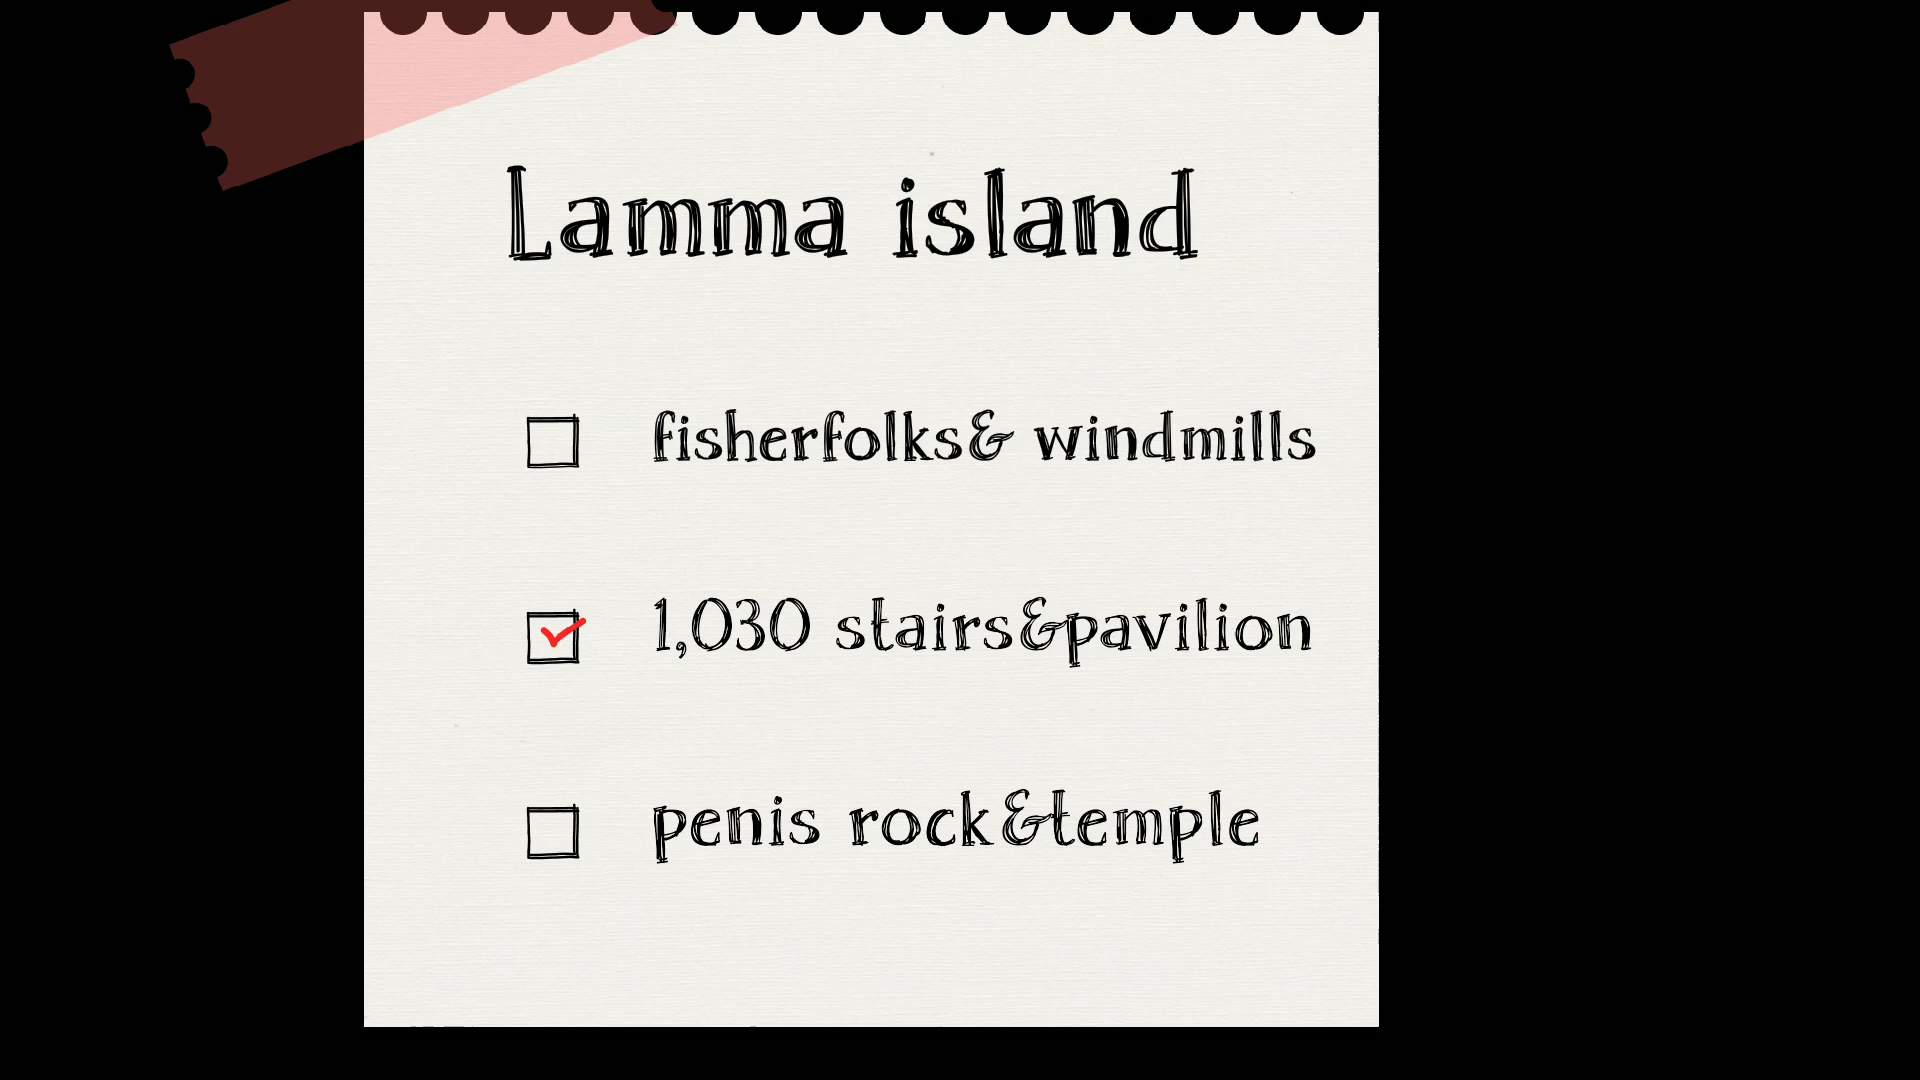 Lamma island
fisherfolks& windmills
1,030 stairs&pavilion
penis rock&temple